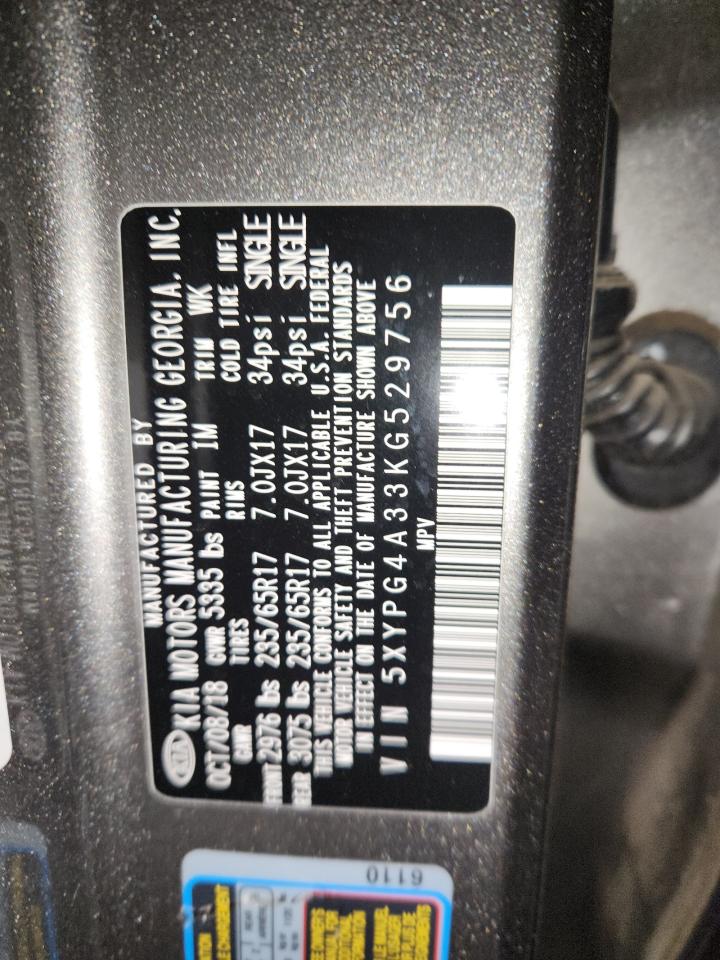 MANUFACTURED BY
KIA KIA MOTORS MANUFACTURING GEORGIA, INC.
OCT/08/18 GVWR 5335 lbs PAINT IM TRIM WK
GAWR TIRES RIMS COLD TIRE INFL
FRONT 2976 lbs 235/65R17 7.0JX17 34psi SINGLE
REAR 3075 lbs 235/65R17 7.0JX17 34psi SINGLE
THIS VEHICLE CONFORMS TO ALL APPLICABLE U.S.A. FEDERAL
MOTOR VEHICLE SAFETY AND THEFT PREVENTION STANDARDS
IN EFFECT ON THE DATE OF MANUFACTURE SHOWN ABOVE
VIN 5XYPG4A33KG529756
MPV
6110